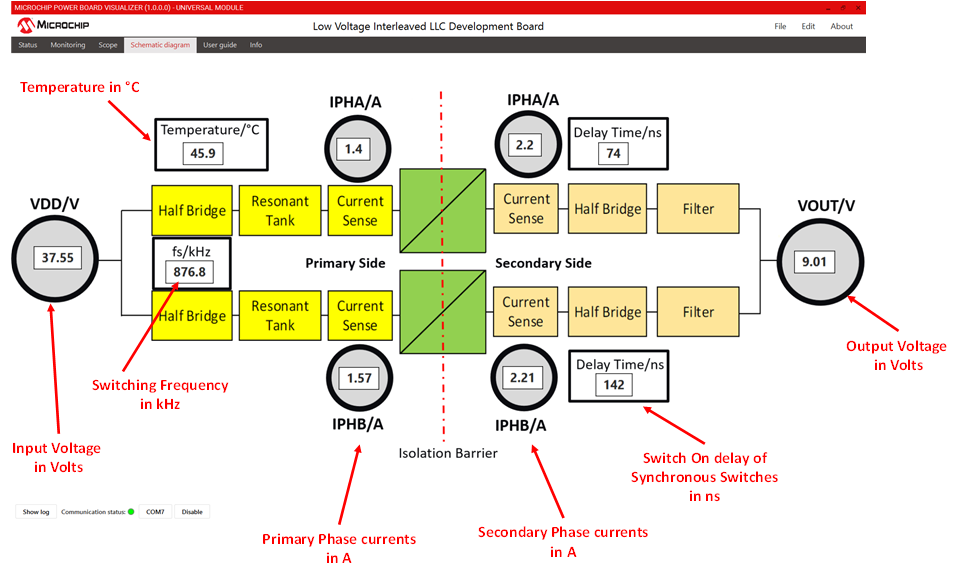 MICROCHIP POWER BOARD VISUALIZER (1.0.0.0) - UNIVERSAL MODULE
MICROCHIP
Low Voltage Interleaved LLC Development Board
File Edit About
Status Monitoring Scope Schematic diagram User guide Info
Temperature in °C
IPHA/A
IPHA/A
Temperature/°C
45.9
1.4
2.2
Delay Time/ns
74
VDD/V
Half Bridge
Resonant
Tank
Current
Sense
Current
Sense
Half Bridge
Filter
VOUT/V
37.55
fs/kHz
876.8
Primary Side
Secondary Side
9.01
Half Bridge
Resonant
Tank
Current
Sense
Current
Sense
Half Bridge
Filter
Output Voltage
in Volts
Switching Frequency
in kHz
1.57
2.21
Delay Time/ns
142
IPHB/A
IPHB/A
Input Voltage
in Volts
Isolation Barrier
Switch On delay of
Synchronous Switches
in ns
Show log Communication status: COM7 Disable
Primary Phase currents
in A
Secondary Phase currents
in A